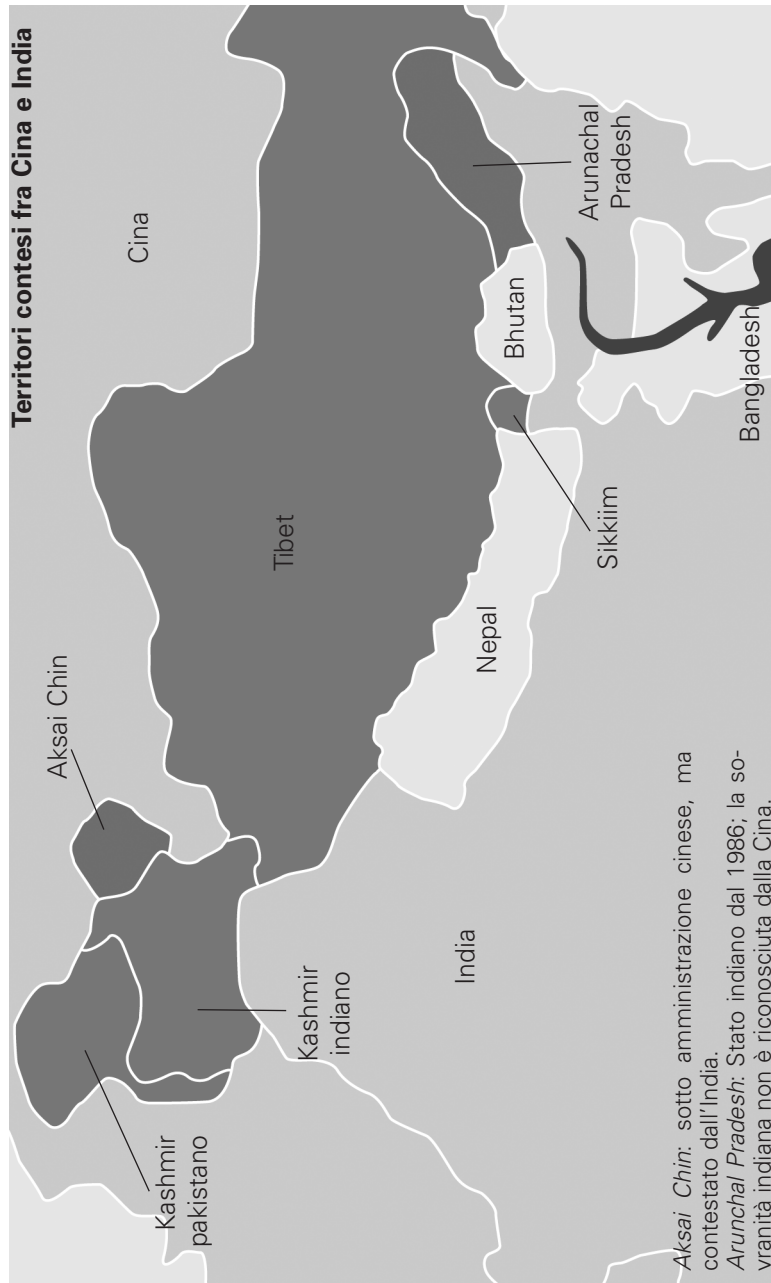 Territori contesi fra Cina e India
Cina
Aksai Chin
Kashmir
pakistano
Kashmir
indiano
Tibet
India
Nepal
Sikkiim
Bhutan
Arunachal
Pradesh
Bangladesh
Aksai Chin: sotto amministrazione cinese, ma
contestato dall'India.
Arunchal Pradesh: Stato indiano dal 1986; la so-
vranità indiana non è riconosciuta dalla Cina.